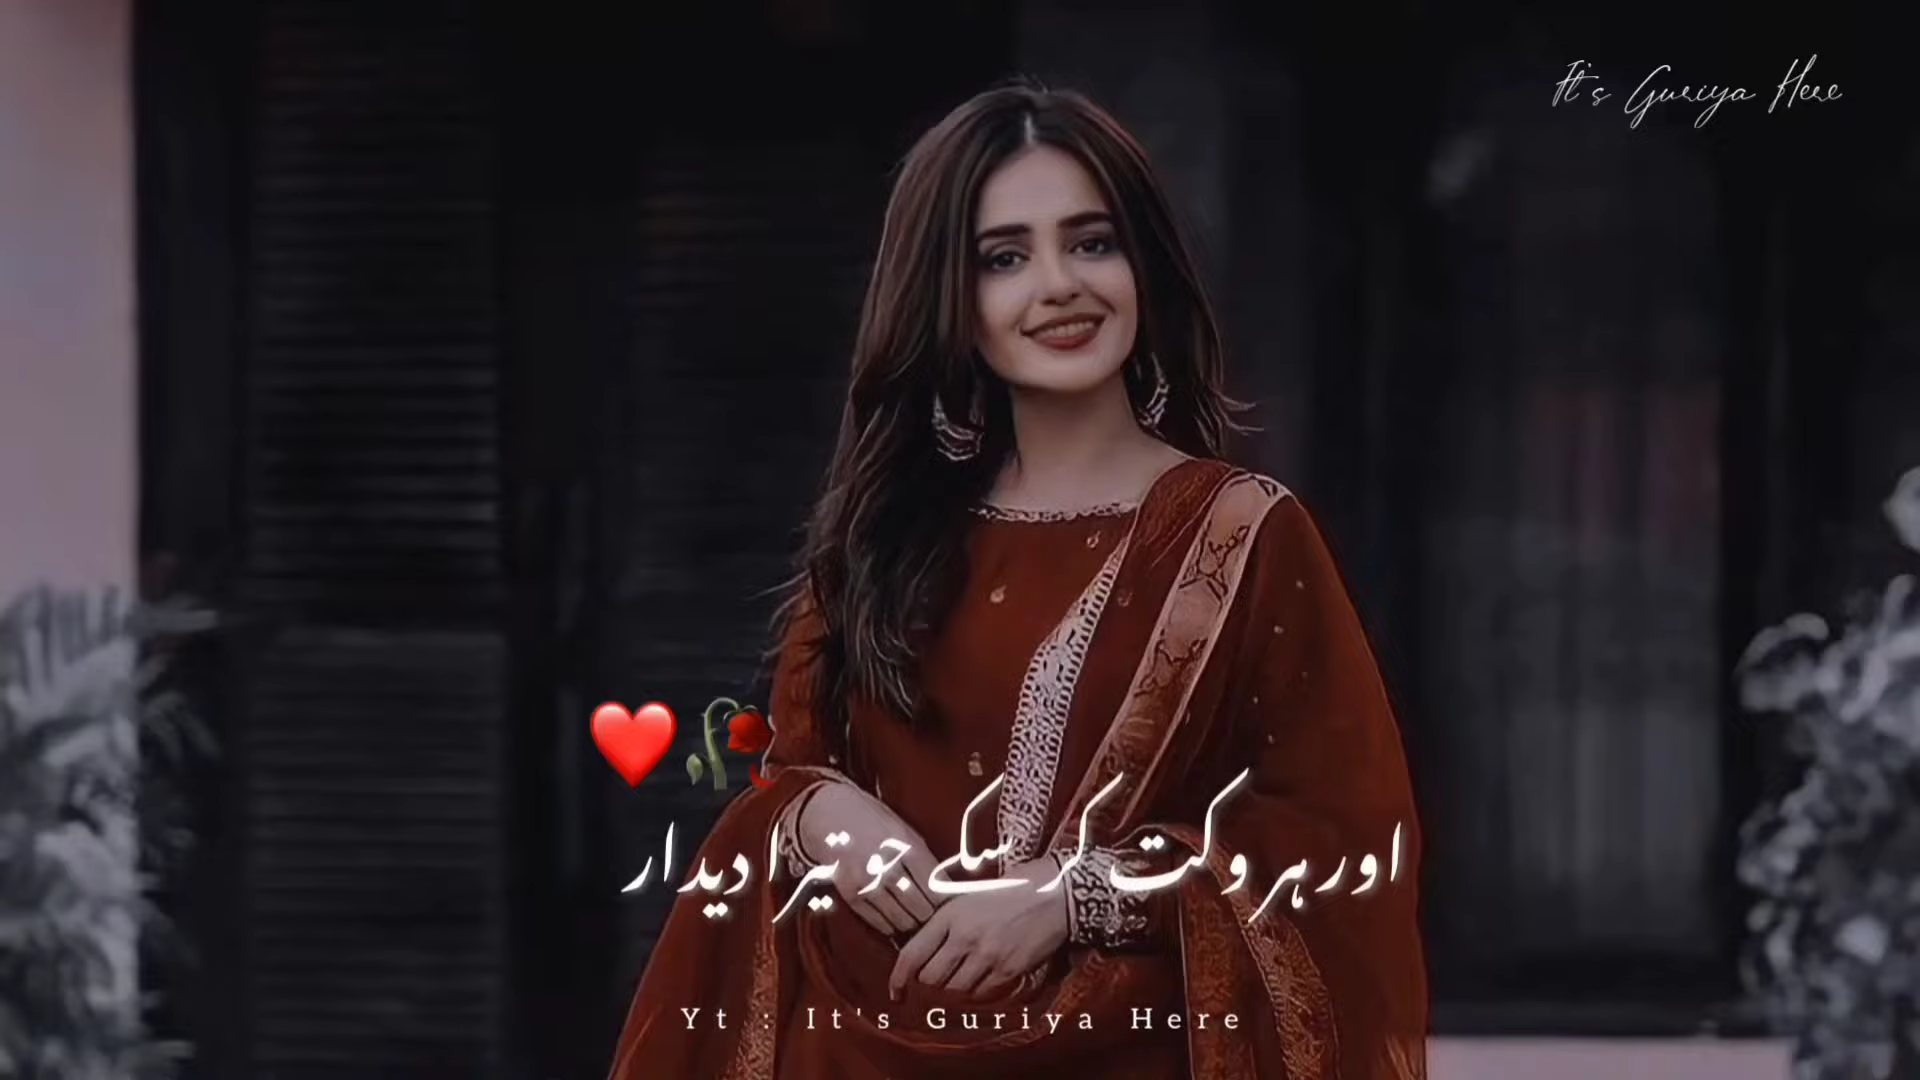 It's Guriya Here
❤️🥀
اور ہر وکت کر سکے جو تیرا دیدار
Yt : It's Guriya Here